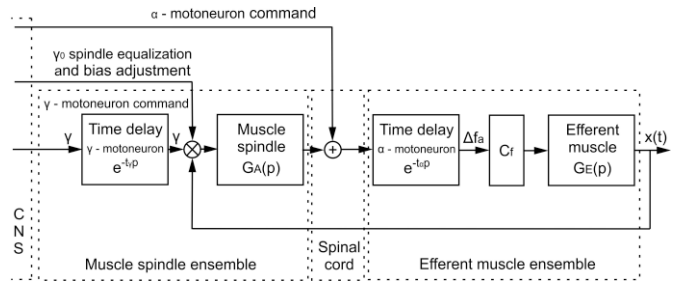 α - motoneuron command
γ₀ spindle equalization
and bias adjustment
γ - motoneuron command
γ
Time delay
γ - motoneuron
e^-tγp
γ
Muscle
spindle
GA(p)
Time delay
α - motoneuron
e^-tαp
Δfa
Cf
Efferent
muscle
GE(p)
x(t)
C
N
S
Muscle spindle ensemble
Spinal
cord
Efferent muscle ensemble